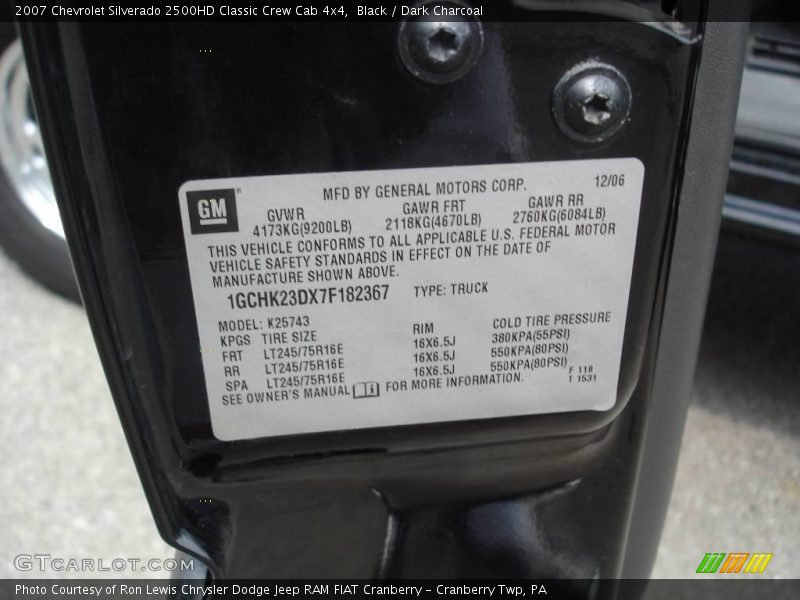 2007 Chevrolet Silverado 2500HD Classic Crew Cab 4x4, Black / Dark Charcoal
GM
MFD BY GENERAL MOTORS CORP. 12/06
GVWR GAWR FRT GAWR RR
4173KG(9200LB) 2118KG(4670LB) 2760KG(6084LB)
THIS VEHICLE CONFORMS TO ALL APPLICABLE U.S. FEDERAL MOTOR
VEHICLE SAFETY STANDARDS IN EFFECT ON THE DATE OF
MANUFACTURE SHOWN ABOVE.
1GCHK23DX7F182367 TYPE: TRUCK
MODEL: K25743
KPGS TIRE SIZE RIM COLD TIRE PRESSURE
FRT LT245/75R16E 16X6.5J 380KPA(55PSI)
RR LT245/75R16E 16X6.5J 550KPA(80PSI)
SPA LT245/75R16E 16X6.5J 550KPA(80PSI)
SEE OWNER'S MANUAL FOR MORE INFORMATION.
F 118
T 1531
GTCarlot.com
Photo Courtesy of Ron Lewis Chrysler Dodge Jeep RAM FIAT Cranberry - Cranberry Twp, PA